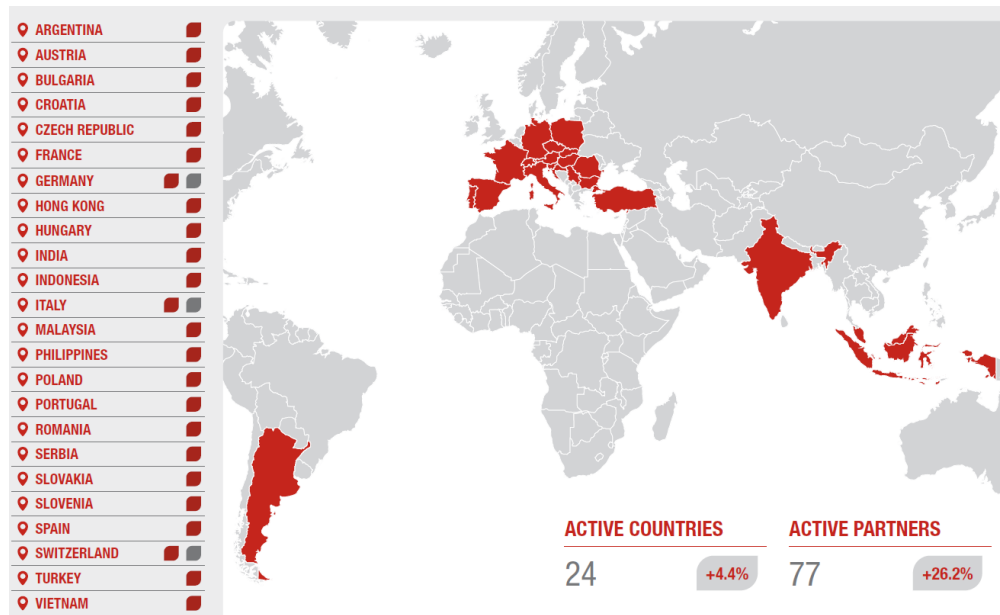 ARGENTINA
AUSTRIA
BULGARIA
CROATIA
CZECH REPUBLIC
FRANCE
GERMANY
HONG KONG
HUNGARY
INDIA
INDONESIA
ITALY
MALAYSIA
PHILIPPINES
POLAND
PORTUGAL
ROMANIA
SERBIA
SLOVAKIA
SLOVENIA
SPAIN
SWITZERLAND
TURKEY
VIETNAM
ACTIVE COUNTRIES
24 +4.4%
ACTIVE PARTNERS
77 +26.2%